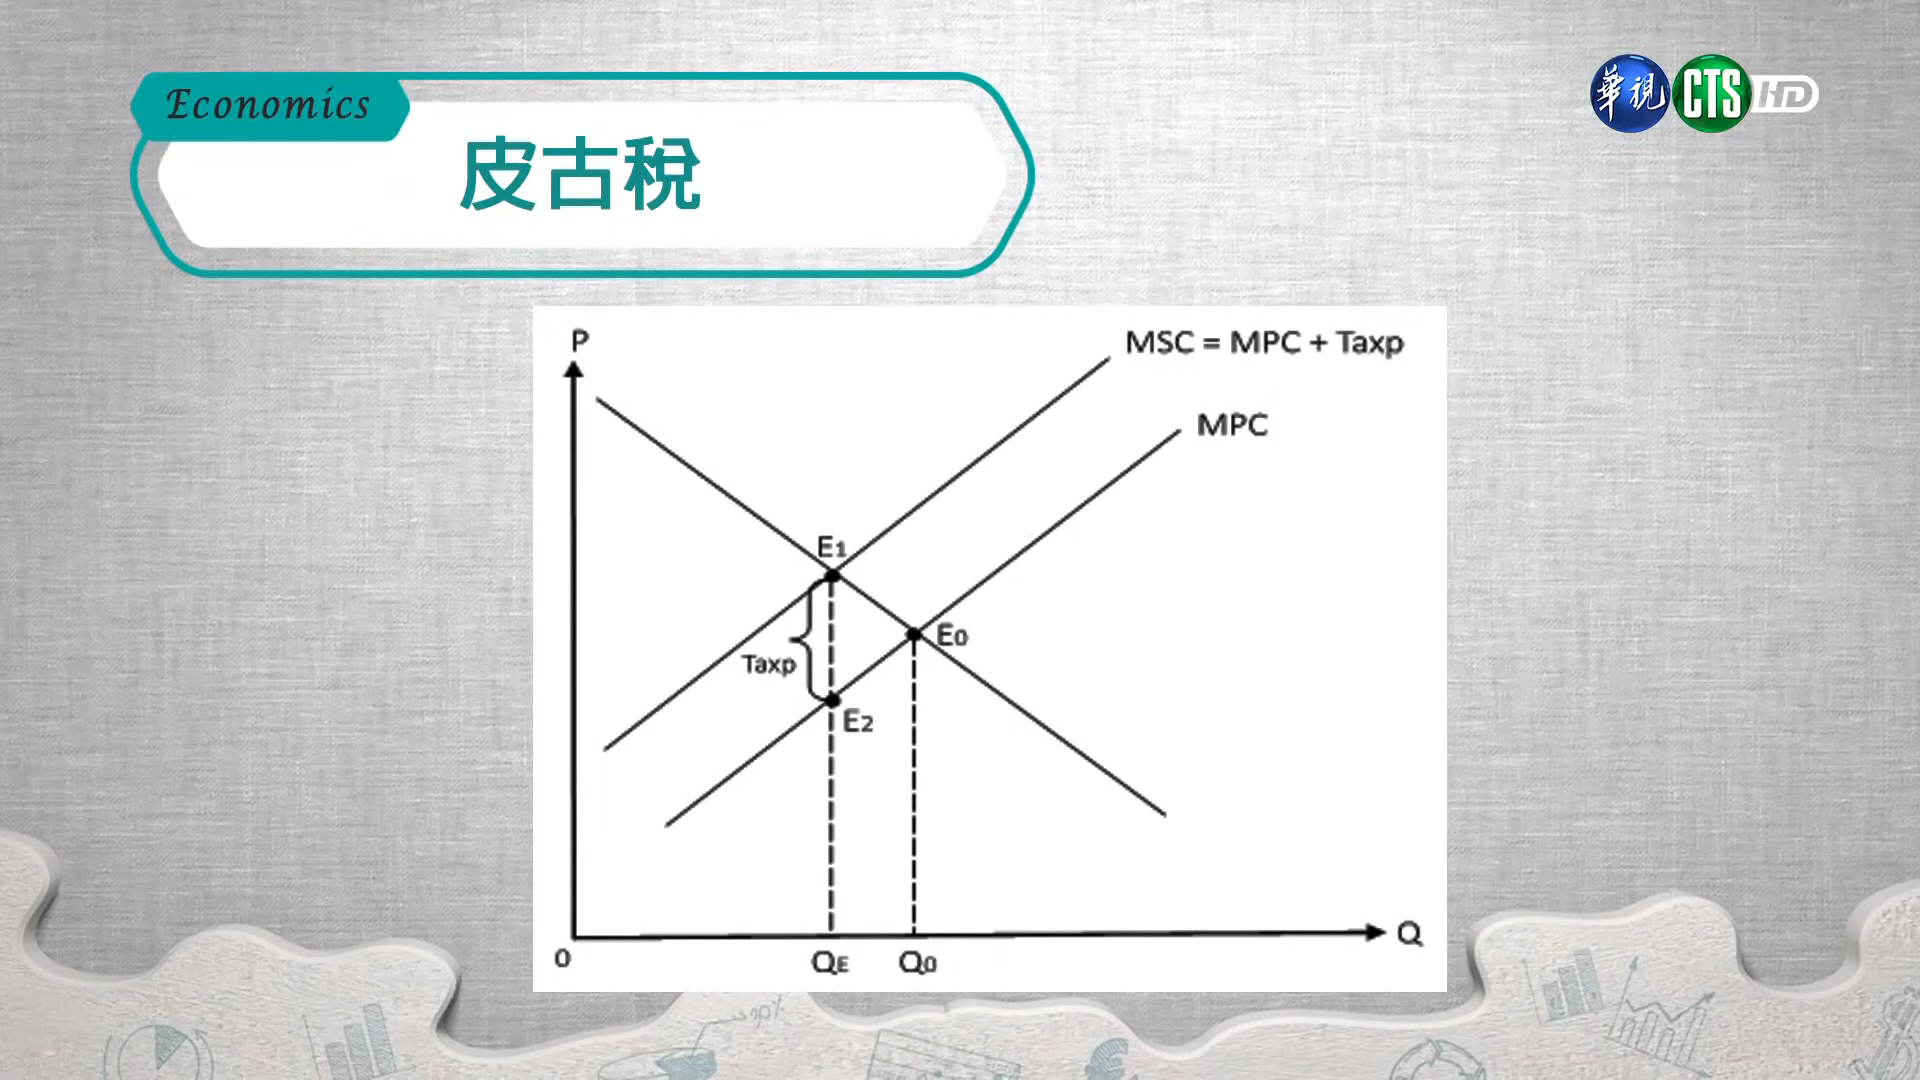 Economics
皮古稅
華視 CTS HD
P
MSC = MPC + Taxp
MPC
E1
E0
Taxp
E2
0
QE
Q0
Q